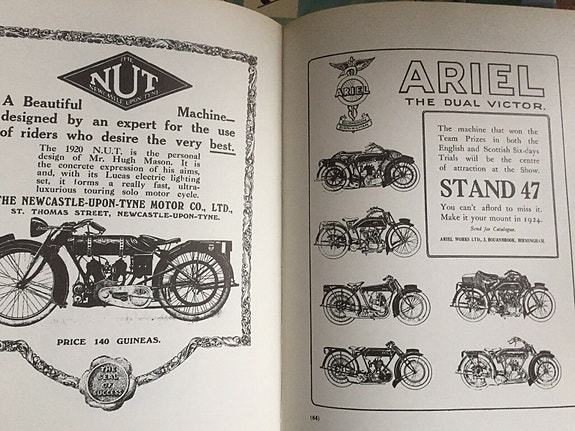 THE
NUT
NEWCASTLE UPON TYNE
A Beautiful Machine—
designed by an expert for the use
of riders who desire the very best.
The 1920 N.U.T. is the personal
design of Mr. Hugh Mason. It is
the concrete expression of his aims,
and, with its Lucas electric lighting
set, it forms a really fast, ultra-
luxurious touring solo motor cycle.
THE NEWCASTLE-UPON-TYNE MOTOR CO., LTD.,
ST. THOMAS STREET, NEWCASTLE-UPON-TYNE.
PRICE 140 GUINEAS.
THE
SEAL
OF
SUCCESS
ARIEL
ARIEL
THE DUAL VICTOR.
The machine that won the
Team Prizes in both the
English and Scottish Six-days
Trials will be the centre
of attraction at the Show.
STAND 47
You can't afford to miss it.
Make it your mount in 1924.
Send for Catalogue.
ARIEL WORKS LTD., 3, BOURNBROOK, BIRMINGHAM.